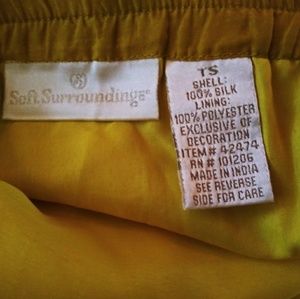 Soft Surroundings®
TS
SHELL:
100% SILK
LINING:
100% POLYESTER
EXCLUSIVE OF
DECORATION
ITEM# 42474
RN # 101206
MADE IN INDIA
SEE REVERSE
SIDE FOR CARE